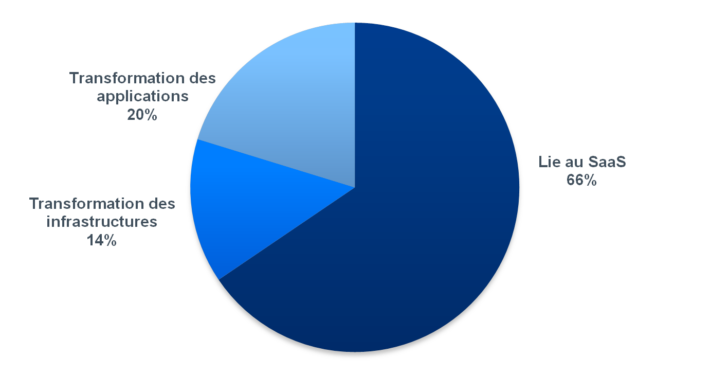 Transformation des
applications
20%
Lie au SaaS
66%
Transformation des
infrastructures
14%